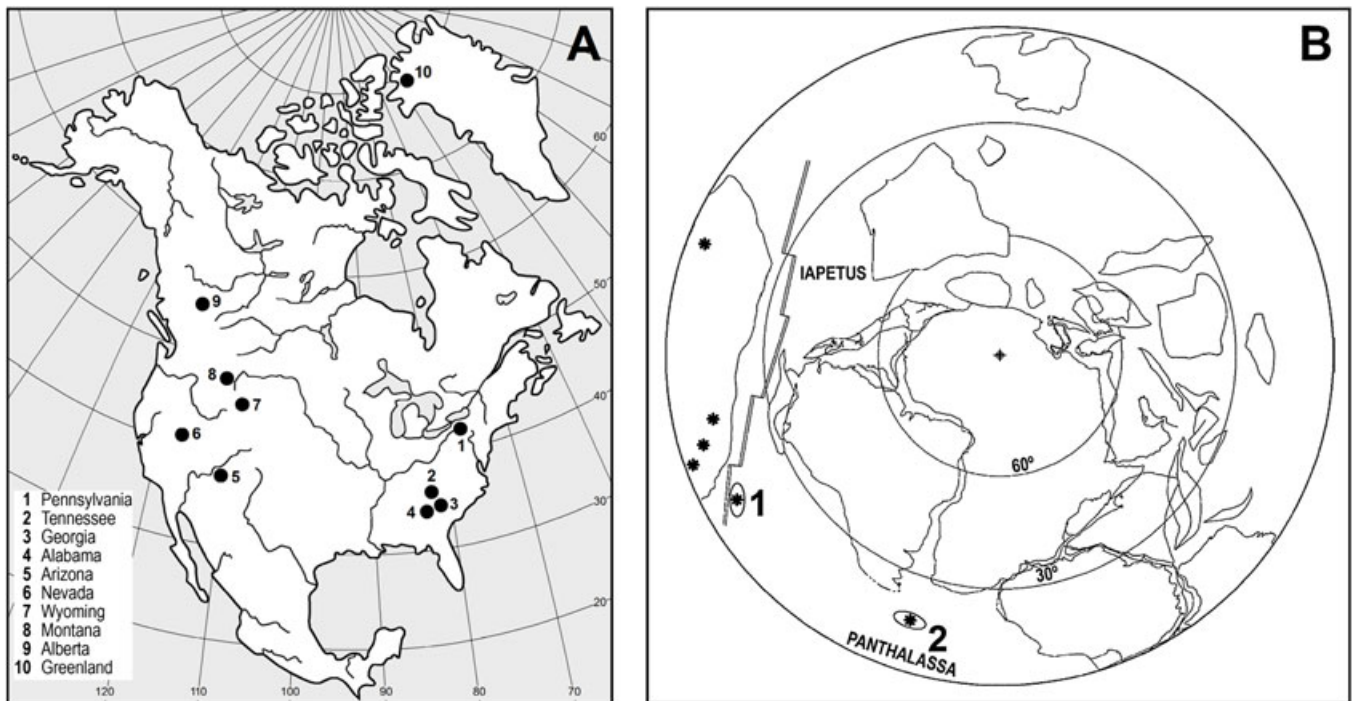 A
10
60
50
40
30
20
9
8
7
6
5
1
2
3
4
1 Pennsylvania
2 Tennessee
3 Georgia
4 Alabama
5 Arizona
6 Nevada
7 Wyoming
8 Montana
9 Alberta
10 Greenland
120 110 100 90 80 70
B
IAPETUS
60º
1
30º
2
PANTHALASSA